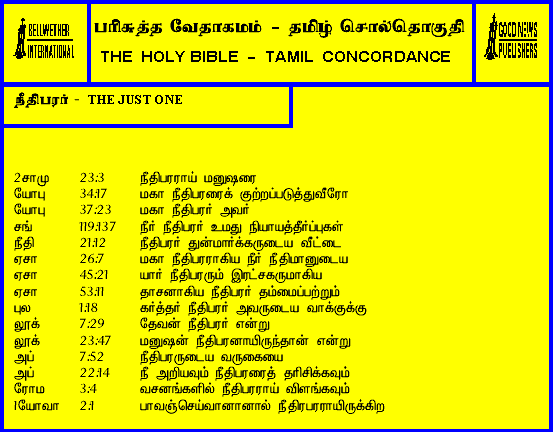 BELLWETHER
INTERNATIONAL
பரிசுத்த வேதாகமம் - தமிழ் சொல்தொகுதி
THE HOLY BIBLE - TAMIL CONCORDANCE
GOOD NEWS
PUBLISHERS
நீதிபரர் - THE JUST ONE
2சாமு 23:3 நீதிபரராய் மனுஷரை
யோபு 34:17 மகா நீதிபரரைக் குற்றப்படுத்துவீரோ
யோபு 37:23 மகா நீதிபரர் அவர்
சங் 119:137 நீர் நீதிபரர் உமது நியாயத்தீர்ப்புகள்
நீதி 21:12 நீதிபரர் துன்மார்க்கருடைய வீட்டை
ஏசா 26:7 மகா நீதிபரராகிய நீர் நீதிமானுடைய
ஏசா 45:21 யார் நீதிபரரும் இரட்சகருமாகிய
ஏசா 53:11 தாசனாகிய நீதிபரர் தம்மைப்பற்றும்
புல 1:18 கர்த்தர் நீதிபரர் அவருடைய வாக்குக்கு
லூக் 7:29 தேவன் நீதிபரர் என்று
லூக் 23:47 மனுஷன் நீதிபரனாயிருந்தான் என்று
அப் 7:52 நீதிபரருடைய வருகையை
அப் 22:14 நீ அறியவும் நீதிபரரைத் தரிசிக்கவும்
ரோம 3:4 வசனங்களில் நீதிபரராய் விளங்கவும்
1யோவா 2:1 பாவஞ்செய்வானானால் நீதிரபரராயிருக்கிற